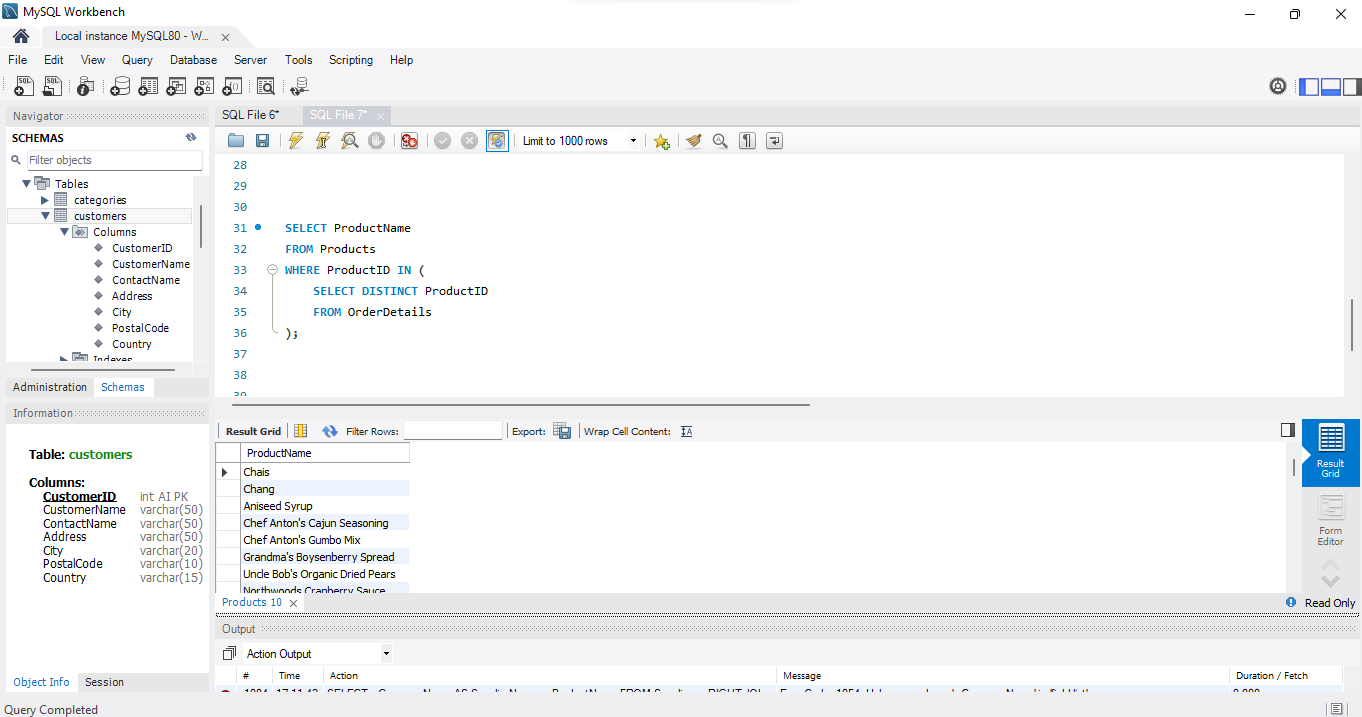 MySQL Workbench
Local instance MySQL80 - W...
File Edit View Query Database Server Tools Scripting Help
Navigator
SCHEMAS
Filter objects
Tables
categories
customers
Columns
CustomerID
CustomerName
ContactName
Address
City
PostalCode
Country
Indexes
Administration Schemas
Information
Table: customers
Columns:
CustomerID int AI PK
CustomerName varchar(50)
ContactName varchar(50)
Address varchar(50)
City varchar(20)
PostalCode varchar(10)
Country varchar(15)
Object Info Session
SQL File 6* SQL File 7*
Limit to 1000 rows
28
29
30
31 SELECT ProductName
32 FROM Products
33 WHERE ProductID IN (
34 SELECT DISTINCT ProductID
35 FROM OrderDetails
36 );
37
38
39
Result Grid Filter Rows: Export: Wrap Cell Content:
ProductName
Chais
Chang
Aniseed Syrup
Chef Anton's Cajun Seasoning
Chef Anton's Gumbo Mix
Grandma's Boysenberry Spread
Uncle Bob's Organic Dried Pears
Northwoods Cranberry Sauce
Result
Grid
Form
Editor
Products 10
Read Only
Output
Action Output
# Time Action Message Duration / Fetch
Query Completed